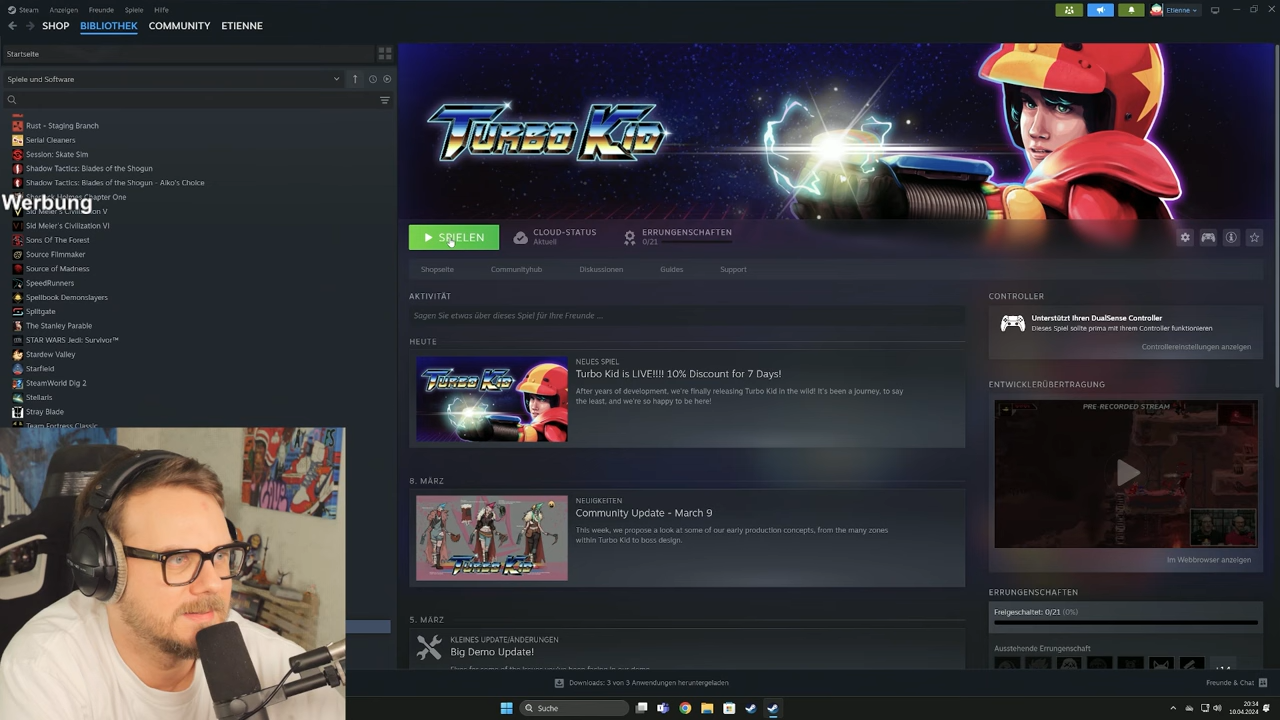 Steam Anzeigen Freunde Spiele Hilfe
Etienne
SHOP BIBLIOTHEK COMMUNITY ETIENNE
Startseite
Spiele und Software
Rust - Staging Branch
Serial Cleaners
Session: Skate Sim
Shadow Tactics: Blades of the Shogun
Shadow Tactics: Blades of the Shogun - Aiko's Choice
Chapter One
Werbung
Sid Meier's Civilization V
Sid Meier's Civilization VI
Sons Of The Forest
Source Filmmaker
Source of Madness
SpeedRunners
Spellbook Demonslayers
Splitgate
The Stanley Parable
STAR WARS Jedi: Survivor™
Stardew Valley
Starfield
SteamWorld Dig 2
Stellaris
Stray Blade
Team Fortress Classic
TURBO KID
SPIELEN
CLOUD-STATUS
Aktuell
ERRUNGENSCHAFTEN
0/21
Shopseite Communityhub Diskussionen Guides Support
AKTIVITÄT
Sagen Sie etwas über dieses Spiel für Ihre Freunde ...
HEUTE
TURBO KID
NEUES SPIEL
Turbo Kid is LIVE!!!! 10% Discount for 7 Days!
After years of development, we're finally releasing Turbo Kid in the wild! It's been a journey, to say
the least, and we're so happy to be here!
8. MÄRZ
TURBO KID
NEUIGKEITEN
Community Update - March 9
This week, we propose a look at some of our early production concepts, from the many zones
within Turbo Kid to boss design.
5. MÄRZ
KLEINES UPDATE/ÄNDERUNGEN
Big Demo Update!
CONTROLLER
Unterstützt Ihren DualSense Controller
Dieses Spiel sollte prima mit Ihrem Controller funktionieren
Controllereinstellungen anzeigen
ENTWICKLERÜBERTRAGUNG
PRE-RECORDED STREAM
Im Webbrowser anzeigen
ERRUNGENSCHAFTEN
Freigeschaltet: 0/21 (0%)
Ausstehende Errungenschaft
+14
Downloads: 3 von 3 Anwendungen heruntergeladen
Freunde & Chat
Suche
20:34
10.04.2024